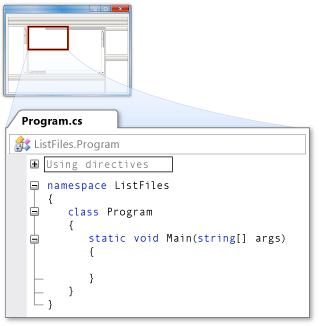 Program.cs
ListFiles.Program
Using directives
namespace ListFiles
{
class Program
{
static void Main(string[] args)
{
}
}
}